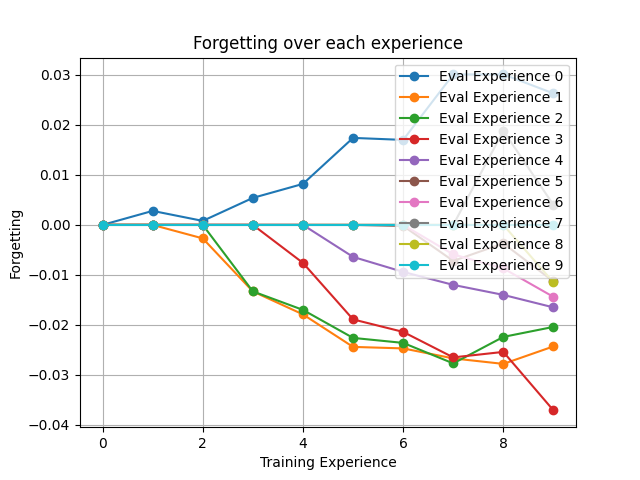 Forgetting over each experience
0.03
0.02
0.01
0.00
−0.01
−0.02
−0.03
−0.04
Forgetting
Eval Experience 0
Eval Experience 1
Eval Experience 2
Eval Experience 3
Eval Experience 4
Eval Experience 5
Eval Experience 6
Eval Experience 7
Eval Experience 8
Eval Experience 9
0 2 4 6 8
Training Experience